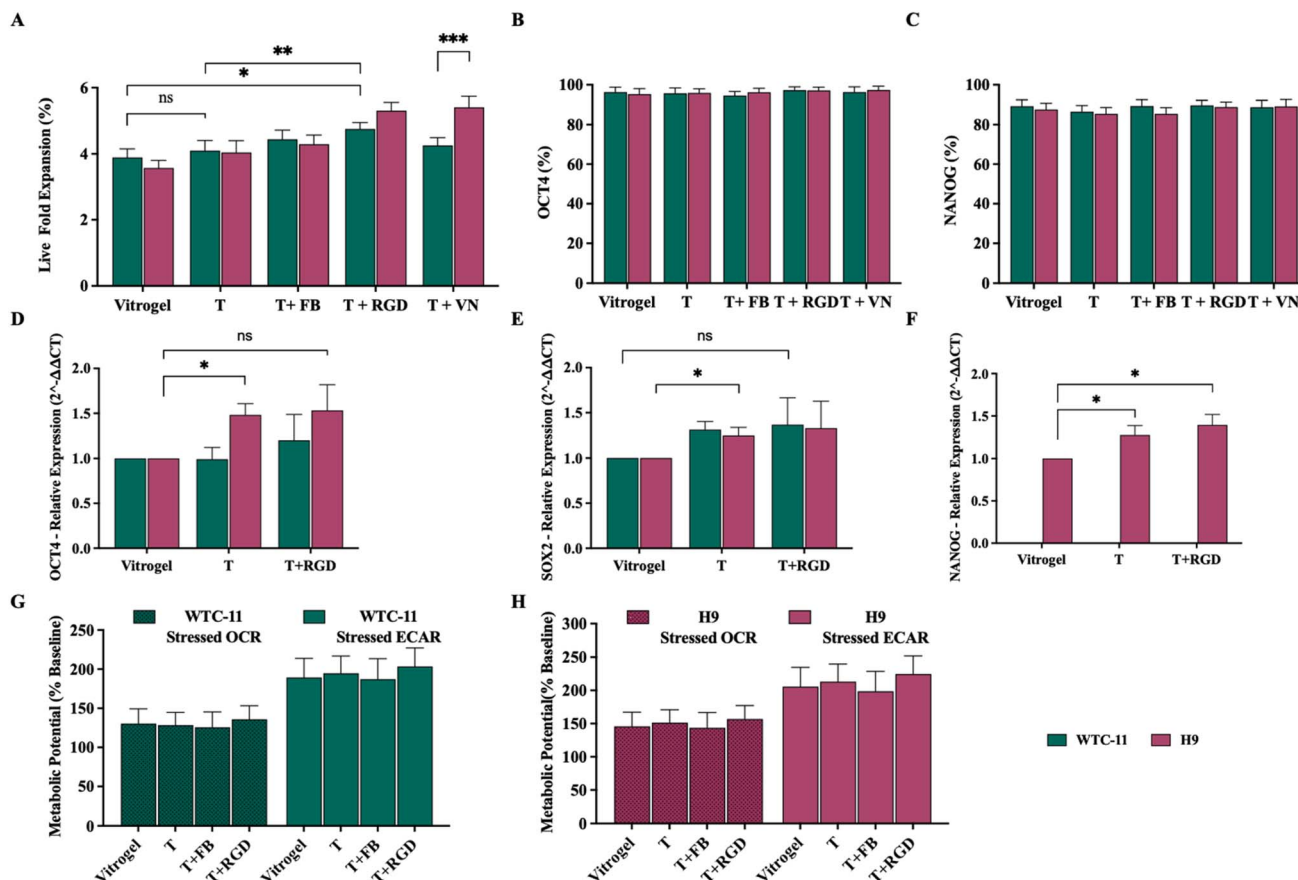 A
Live Fold Expansion (%)
6
4
2
0
ns
*
**
***
Vitrogel T T+ FB T + RGD T + VN
B
OCT4 (%)
100
80
60
40
20
0
Vitrogel T T+ FB T + RGD T + VN
C
NANOG (%)
100
80
60
40
20
0
Vitrogel T T+ FB T + RGD T + VN
D
OCT4 - Relative Expression (2^-ΔΔCT)
2.0
1.5
1.0
0.5
0.0
ns
*
Vitrogel T T+RGD
E
SOX2 - Relative Expression (2^-ΔΔCT)
2.0
1.5
1.0
0.5
0.0
ns
*
Vitrogel T T+RGD
F
NANOG - Relative Expression (2^-ΔΔCT)
2.0
1.5
1.0
0.5
0.0
*
*
Vitrogel T T+RGD
G
WTC-11
Stressed OCR
WTC-11
Stressed ECAR
Metabolic Potential (% Baseline)
250
200
150
100
50
0
Vitrogel T T+FB T+RGD Vitrogel T T+FB T+RGD
H
H9
Stressed OCR
H9
Stressed ECAR
Metabolic Potential(% Baseline)
300
250
200
150
100
50
0
Vitrogel T T+FB T+RGD Vitrogel T T+FB T+RGD
WTC-11 H9